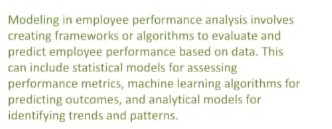 Modeling in employee performance analysis involves
creating frameworks or algorithms to evaluate and
predict employee performance based on data. This
can include statistical models for assessing
performance metrics, machine learning algorithms for
predicting outcomes, and analytical models for
identifying trends and patterns.